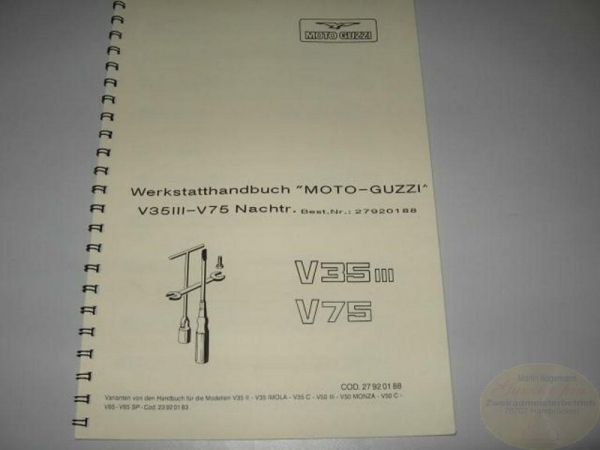 MOTO GUZZI
Werkstatthandbuch "MOTO-GUZZI"
V35III-V75 Nachtr. Best.Nr.: 27920188
V35 III
V75
COD. 27 92 01 88
Varianten von den Handbuch für die Modellen V35 II - V35 IMOLA - V35 C - V50 III - V50 MONZA - V50 C -
V65 - V65 SP - Cod. 23 92 01 83
Zweiradmeisterbetrieb